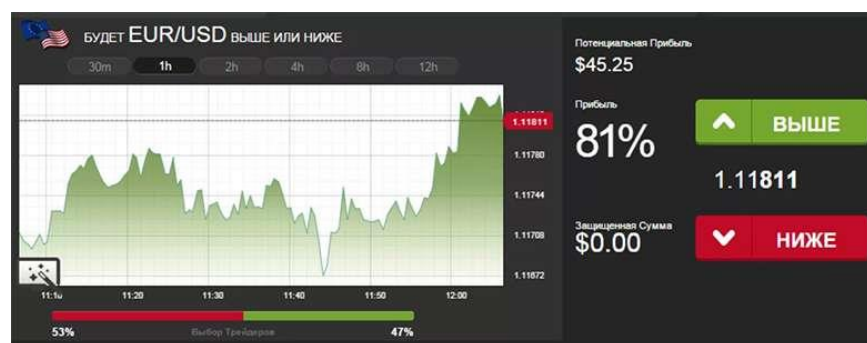 БУДЕТ EUR/USD ВЫШЕ ИЛИ НИЖЕ
30m 1h 2h 4h 8h 12h
1.11811
1.11780
1.11744
1.11708
1.11672
11:20 11:30 11:40 11:50 12:00
53% Выбор Трейдеров 47%
Потенциальная Прибыль
$45.25
Прибыль
81%
ВЫШЕ
1.11811
Защищенная Сумма
$0.00
НИЖЕ